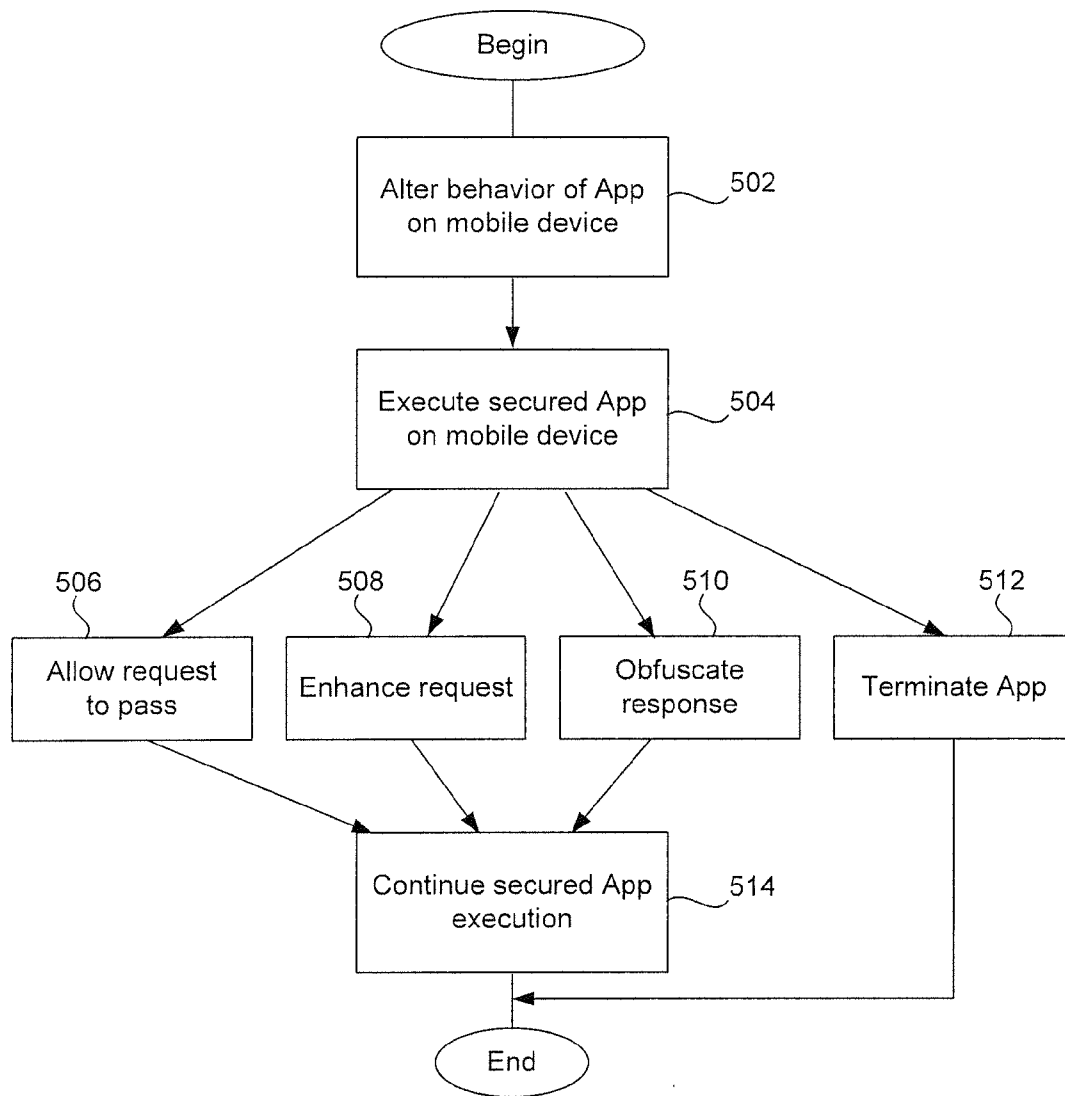 Begin
Alter behavior of App
on mobile device
502
Execute secured App
on mobile device
504
506
508
510
512
Allow request
to pass
Enhance request
Obfuscate
response
Terminate App
Continue secured App
execution
514
End